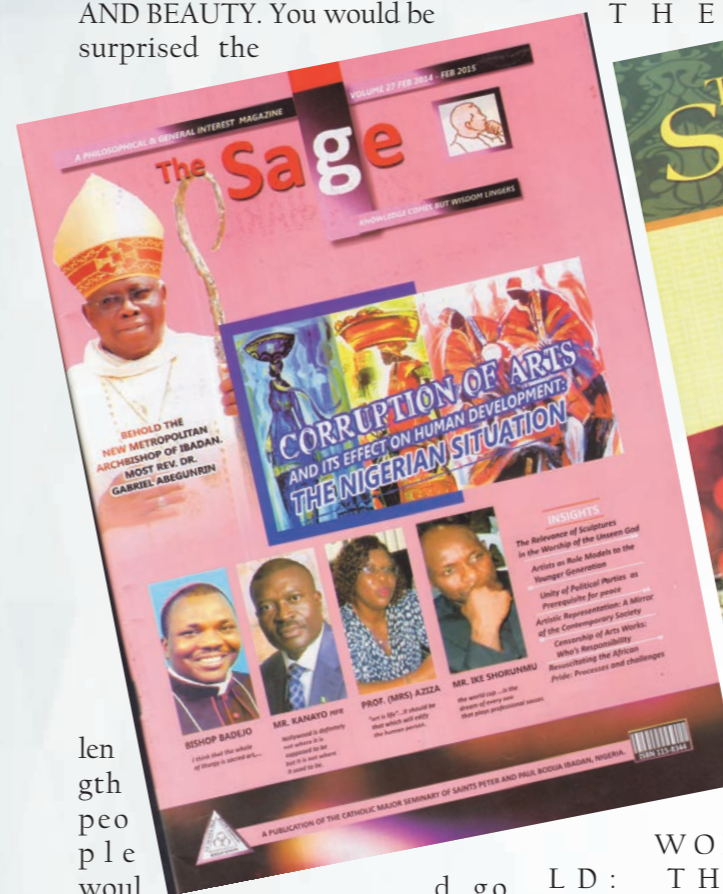 AND BEAUTY. You would be
surprised the
T H E
A PHILOSOPHICAL & GENERAL INTEREST MAGAZINE
VOLUME 27 FEB 2014 - FEB 2015
The Sage
KNOWLEDGE COMES BUT WISDOM LINGERS
BEHOLD THE
NEW METROPOLITAN
ARCHBISHOP OF IBADAN.
MOST REV. DR.
GABRIEL ABEGUNRIN
CORRUPTION OF ARTS
AND ITS EFFECT ON HUMAN DEVELOPMENT:
THE NIGERIAN SITUATION
INSIGHTS
The Relevance of Sculptures
in the Worship of the Unseen God
Artists as Role Models to the
Younger Generation
Unity of Political Parties as
Prerequisite for peace
Artistic Representation: A Mirror
of the Contemporary Society
Censorship of Arts Works:
Who's Responsibility
Resuscitating the African
Pride: Processes and challenges
BISHOP BADEJO
I think that the whole
of liturgy is sacred art,...
MR. KANAYO MFR
Nollywood is definitely
not where it is
supposed to be
but it is not where
it used to be.
PROF. (MRS) AZIZA
"art is life"...it should be
that which will edify
the human person.
MR. IKE SHORUNMU
the world cup ...is the
dream of every one
that plays professional soccer.
A PUBLICATION OF THE CATHOLIC MAJOR SEMINARY OF SAINTS PETER AND PAUL BODIJA IBADAN, NIGERIA.
ISBN 115-8344
len
gth
peo
p l e
woul
d go
W O
L D : T H